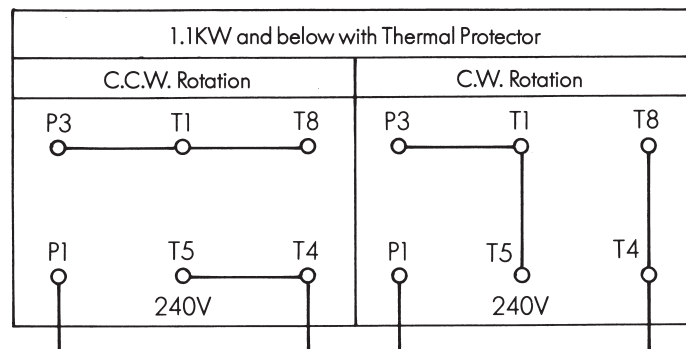 1.1KW and below with Thermal Protector
C.C.W. Rotation C.W. Rotation
P3 T1 T8 P3 T1 T8
P1 T5 T4 P1 T5 T4
240V 240V